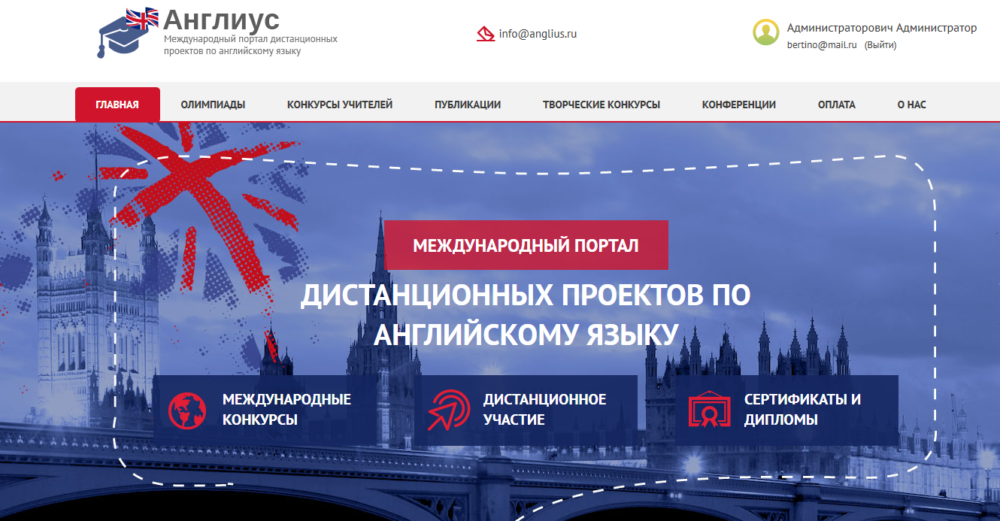 Англиус
Международный портал дистанционных
проектов по английскому языку
info@anglius.ru
Администраторович Администратор
bertino@mail.ru (Выйти)
ГЛАВНАЯ ОЛИМПИАДЫ КОНКУРСЫ УЧИТЕЛЕЙ ПУБЛИКАЦИИ ТВОРЧЕСКИЕ КОНКУРСЫ КОНФЕРЕНЦИИ ОПЛАТА О НАС
МЕЖДУНАРОДНЫЙ ПОРТАЛ
ДИСТАНЦИОННЫХ ПРОЕКТОВ ПО
АНГЛИЙСКОМУ ЯЗЫКУ
МЕЖДУНАРОДНЫЕ
КОНКУРСЫ
ДИСТАНЦИОННОЕ
УЧАСТИЕ
СЕРТИФИКАТЫ И
ДИПЛОМЫ